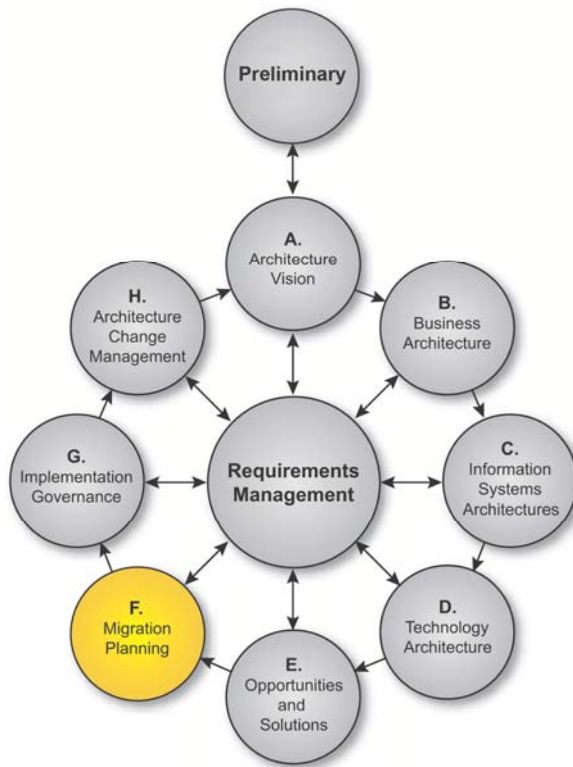 Preliminary
A.
Architecture
Vision
B.
Business
Architecture
C.
Information
Systems
Architectures
D.
Technology
Architecture
E.
Opportunities
and
Solutions
F.
Migration
Planning
G.
Implementation
Governance
H.
Architecture
Change
Management
Requirements
Management